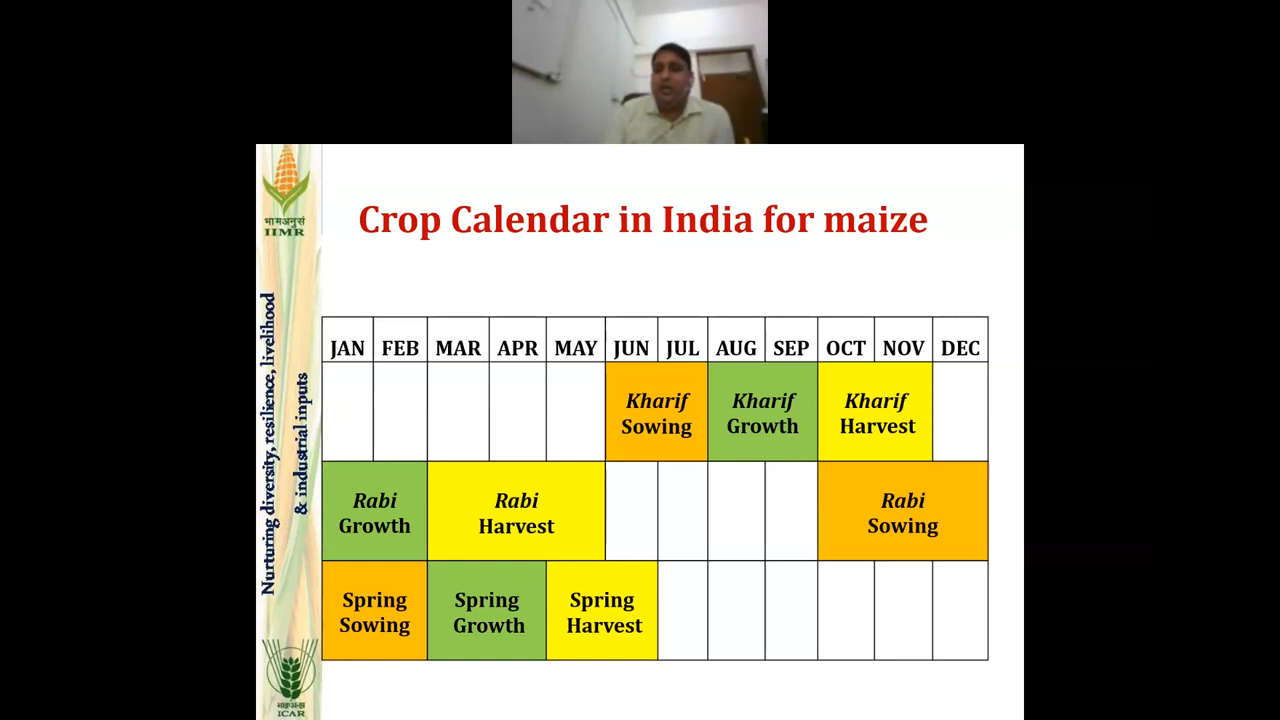 Crop Calendar in India for maize
भामअनुसं
IIMR
Nurturing diversity, resilience, livelihood
& industrial inputs
JAN FEB MAR APR MAY JUN JUL AUG SEP OCT NOV DEC
Kharif Kharif Kharif
Sowing Growth Harvest
Rabi Rabi Rabi
Growth Harvest Sowing
Spring Spring Spring
Sowing Growth Harvest
ICAR